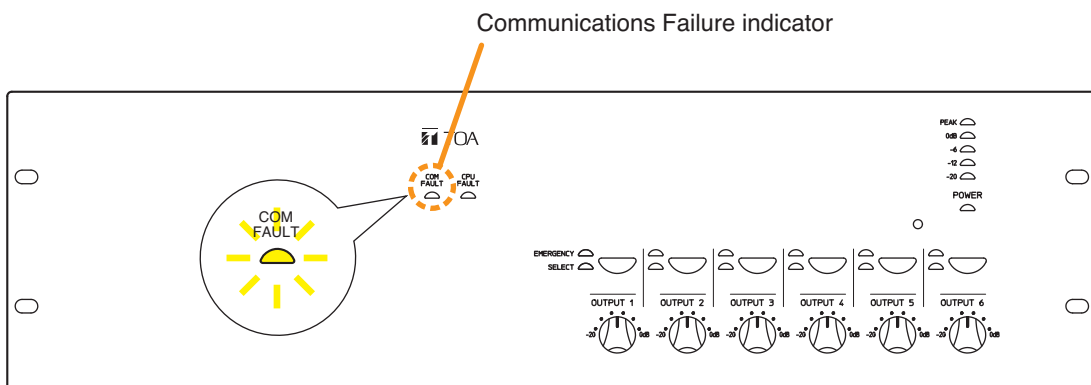 Communications Failure indicator
TOA
COM
FAULT
CPU
FAULT
COM
FAULT
PEAK
0dB
-6
-12
-20
POWER
EMERGENCY
SELECT
OUTPUT 1
OUTPUT 2
OUTPUT 3
OUTPUT 4
OUTPUT 5
OUTPUT 6
-20 0dB
-20 0dB
-20 0dB
-20 0dB
-20 0dB
-20 0dB